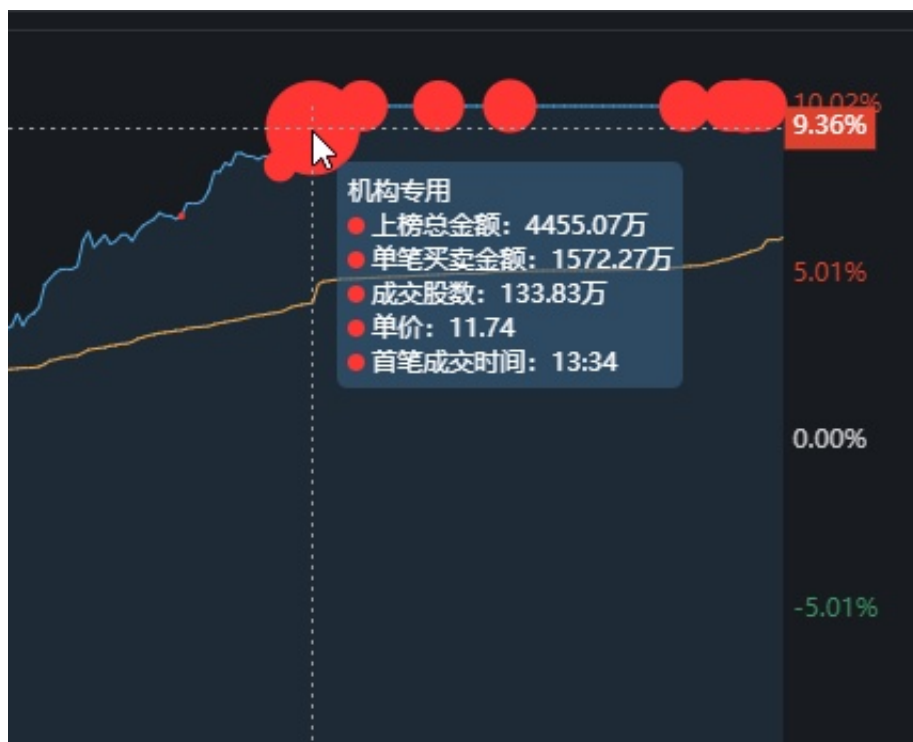 10.02%
9.36%
机构专用
上榜总金额：4455.07万
单笔买卖金额：1572.27万
成交股数：133.83万
单价：11.74
首笔成交时间：13:34
5.01%
0.00%
-5.01%